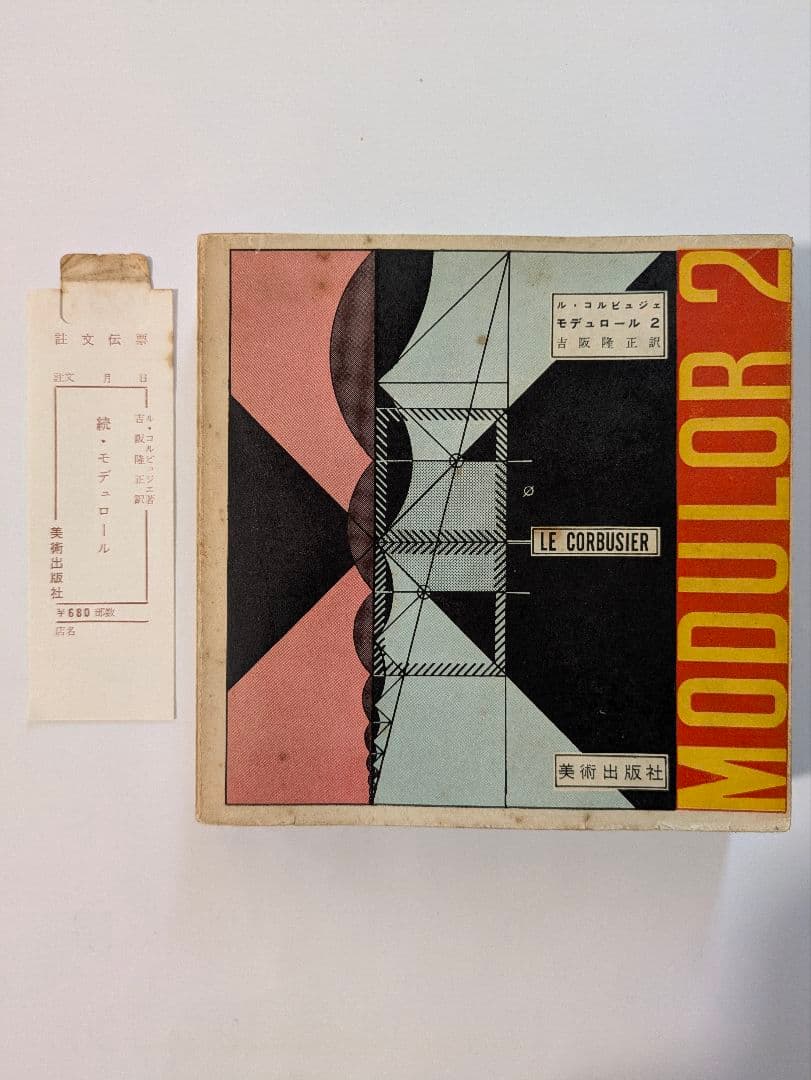 註文伝票
註文 月 日
ル・コルビュジエ著
吉阪隆正訳
続・モデュロール
美術出版社
¥680 部数
店名
ル・コルビュジェ
モデュロール 2
吉阪隆正訳
LE CORBUSIER
美術出版社
MODULOR 2